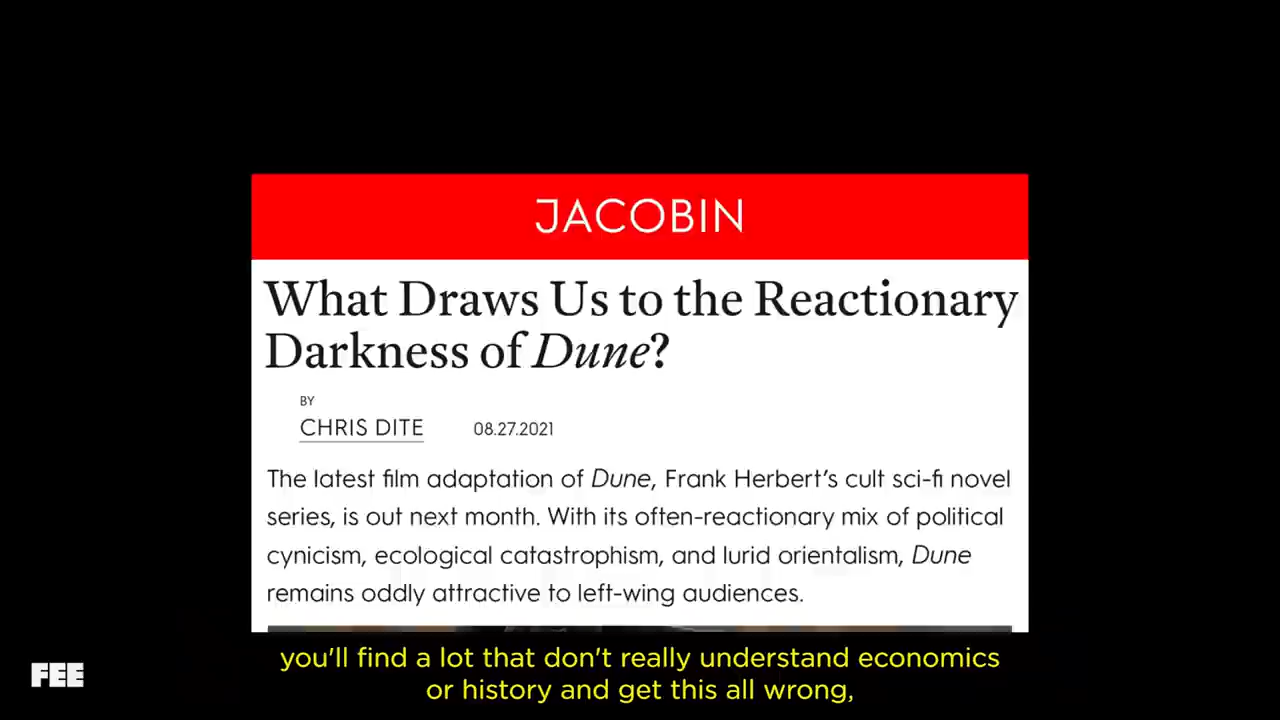 JACOBIN
What Draws Us to the Reactionary
Darkness of Dune?
BY
CHRIS DITE 08.27.2021
The latest film adaptation of Dune, Frank Herbert's cult sci-fi novel
series, is out next month. With its often-reactionary mix of political
cynicism, ecological catastrophism, and lurid orientalism, Dune
remains oddly attractive to left-wing audiences.
you'll find a lot that don't really understand economics
or history and get this all wrong,
FEE